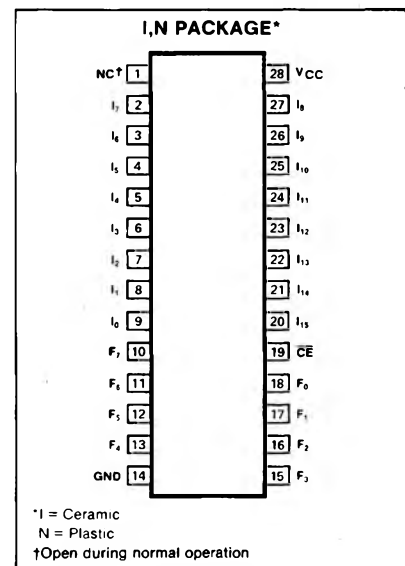 I,N PACKAGE*
NC† 1 28 VCC
I₇ 2 27 I₈
I₆ 3 26 I₉
I₅ 4 25 I₁₀
I₄ 5 24 I₁₁
I₃ 6 23 I₁₂
I₂ 7 22 I₁₃
I₁ 8 21 I₁₄
I₀ 9 20 I₁₅
F₇ 10 19 C̅E̅
F₆ 11 18 F₀
F₅ 12 17 F₁
F₄ 13 16 F₂
GND 14 15 F₃
*I = Ceramic
N = Plastic
†Open during normal operation